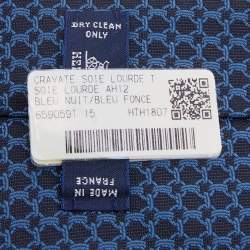 DRY CLEAN
ONLY
HER
CRAVATE SOIE LOURDE T
SOIE LOURDE AH12
BLEU NUIT/BLEU FONCE
659059T 15 HTH1807
MADE IN
FRANCE